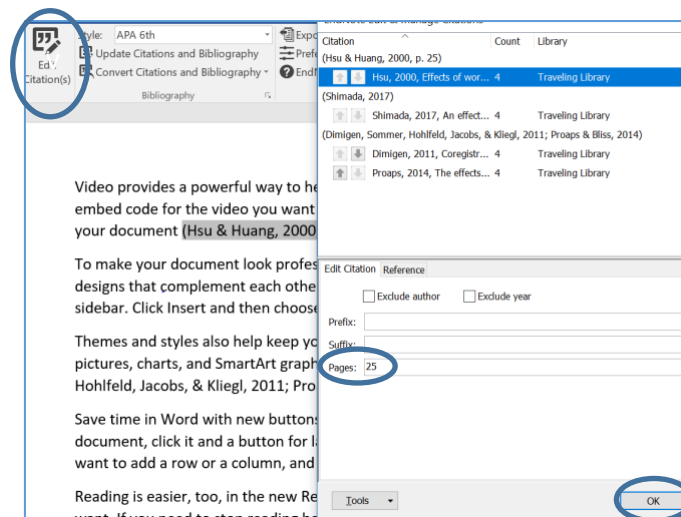 Style: APA 6th
Update Citations and Bibliography
Convert Citations and Bibliography
Edit
Citation(s)
Bibliography
EndNote Edit & Manage Citations
Citation Count Library
(Hsu & Huang, 2000, p. 25)
Hsu, 2000, Effects of wor... 4 Traveling Library
(Shimada, 2017)
Shimada, 2017, An effect... 4 Traveling Library
(Dimigen, Sommer, Hohlfeld, Jacobs, & Kliegl, 2011; Proaps & Bliss, 2014)
Dimigen, 2011, Coregistr... 4 Traveling Library
Proaps, 2014, The effects... 4 Traveling Library
Edit Citation Reference
Exclude author Exclude year
Prefix:
Suffix:
Pages: 25
Tools OK
Video provides a powerful way to he
embed code for the video you want
your document (Hsu & Huang, 2000
To make your document look profes
designs that complement each othe
sidebar. Click Insert and then choose
Themes and styles also help keep yo
pictures, charts, and SmartArt graph
Hohlfeld, Jacobs, & Kliegl, 2011; Pro
Save time in Word with new buttons
document, click it and a button for la
want to add a row or a column, and
Reading is easier, too, in the new Re